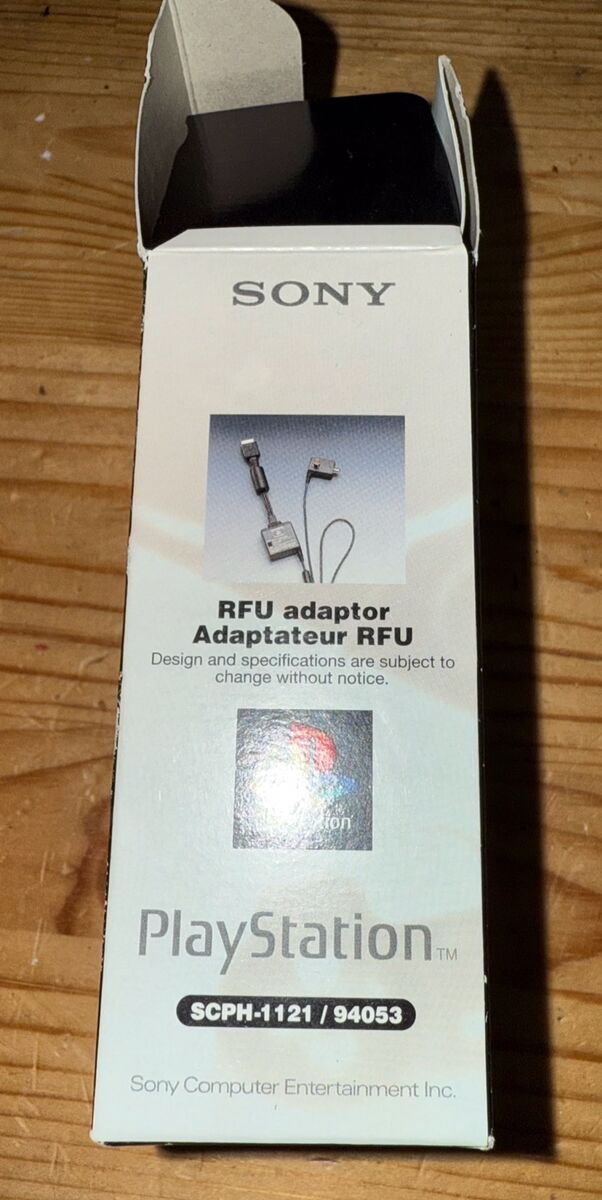 SONY
RFU adaptor
Adaptateur RFU
Design and specifications are subject to
change without notice.
PlayStation™
SCPH-1121 / 94053
Sony Computer Entertainment Inc.